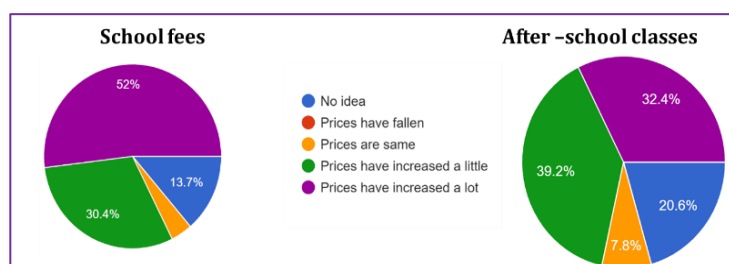 School fees
After –school classes
52%
13.7%
30.4%
No idea
Prices have fallen
Prices are same
Prices have increased a little
Prices have increased a lot
32.4%
39.2%
20.6%
7.8%